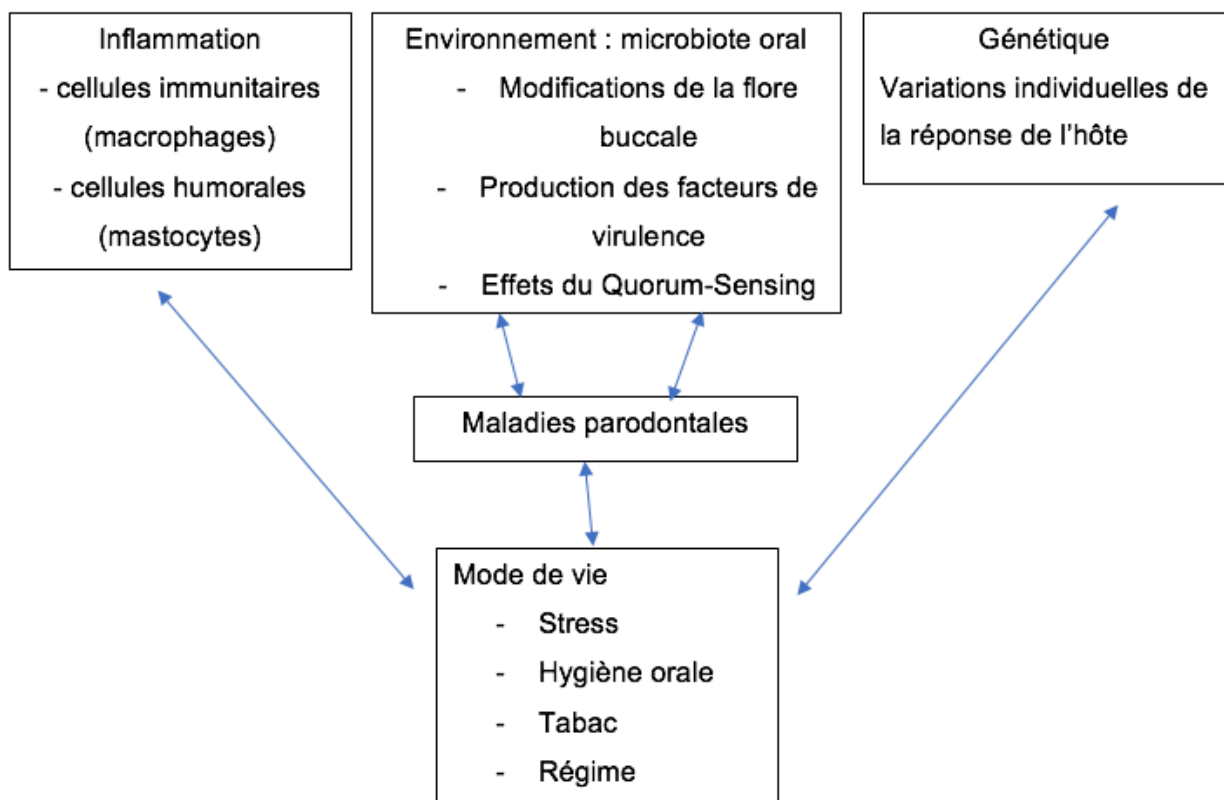 Inflammation
- cellules immunitaires
(macrophages)
- cellules humorales
(mastocytes)
Environnement : microbiote oral
- Modifications de la flore
buccale
- Production des facteurs de
virulence
- Effets du Quorum-Sensing
Génétique
Variations individuelles de
la réponse de l'hôte
Maladies parodontales
Mode de vie
- Stress
- Hygiène orale
- Tabac
- Régime